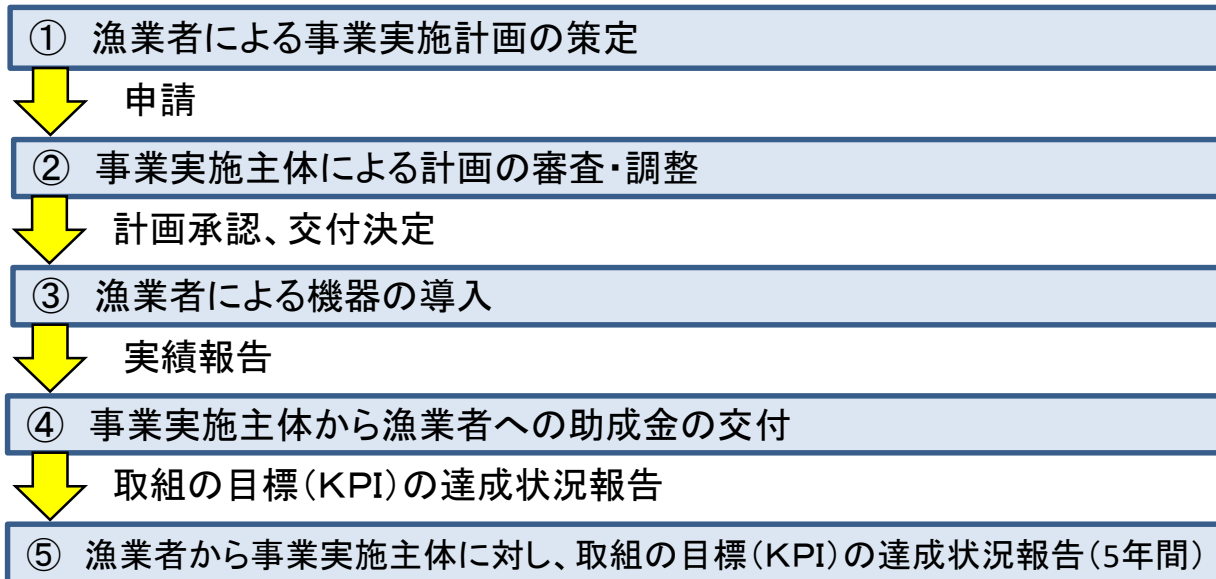 ① 漁業者による事業実施計画の策定
申請
② 事業実施主体による計画の審査・調整
計画承認、交付決定
③ 漁業者による機器の導入
実績報告
④ 事業実施主体から漁業者への助成金の交付
取組の目標(KPI)の達成状況報告
⑤ 漁業者から事業実施主体に対し、取組の目標(KPI)の達成状況報告(5年間)